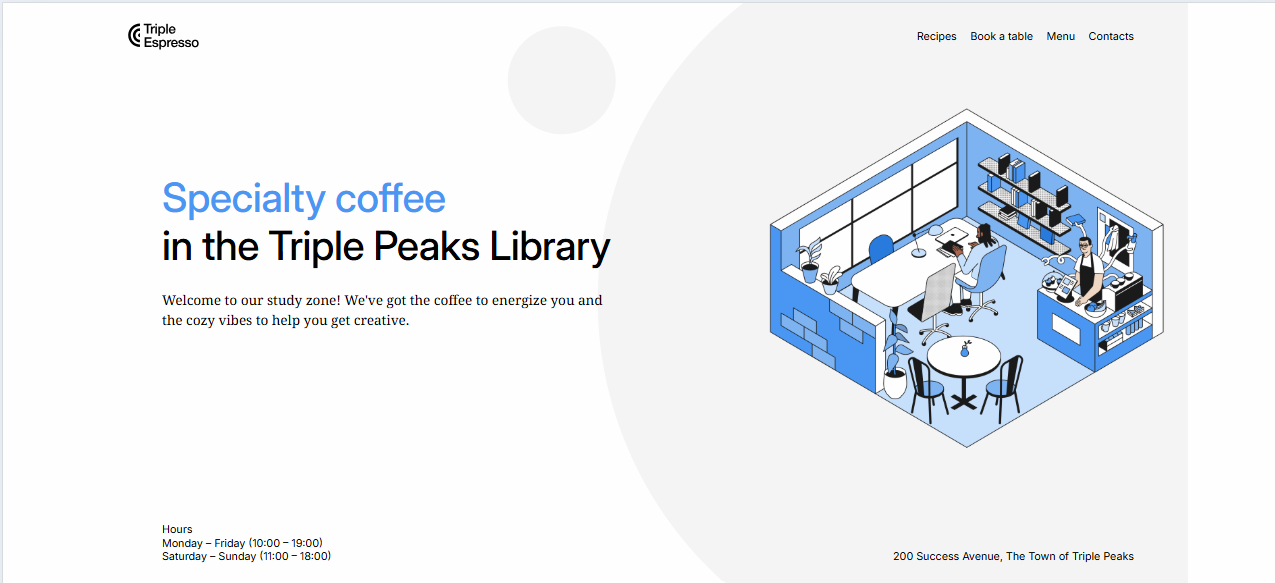 Triple
Espresso
Recipes Book a table Menu Contacts
Specialty coffee
in the Triple Peaks Library
Welcome to our study zone! We've got the coffee to energize you and
the cozy vibes to help you get creative.
Hours
Monday – Friday (10:00 – 19:00)
Saturday – Sunday (11:00 – 18:00)
200 Success Avenue, The Town of Triple Peaks